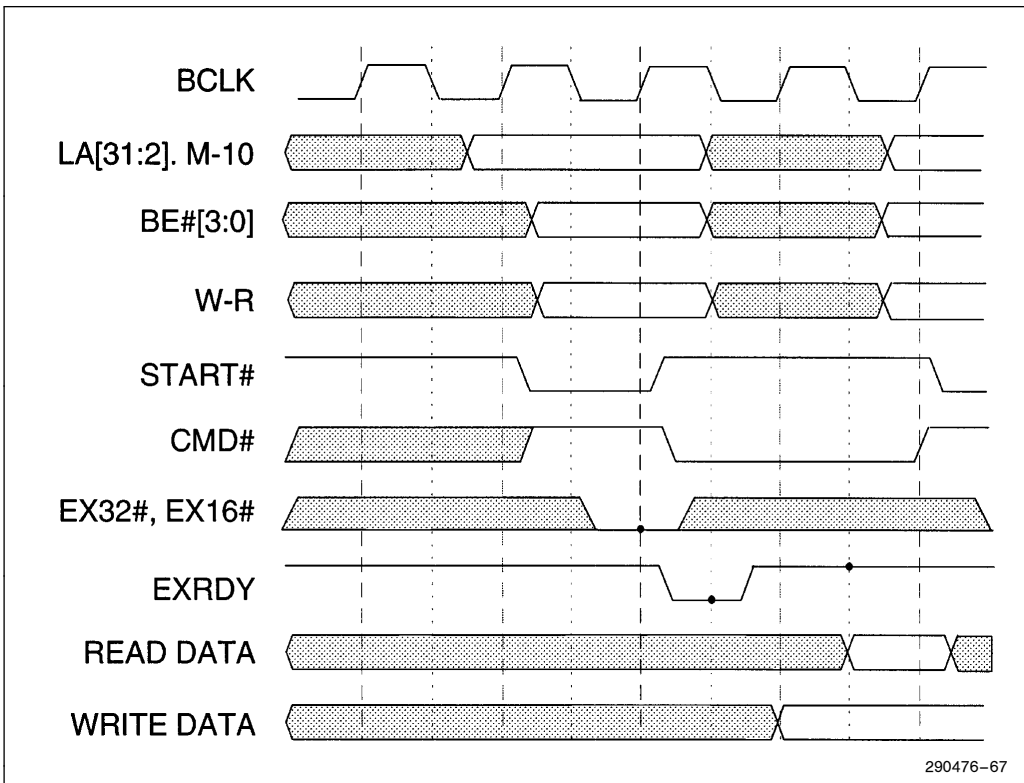 BCLK
LA[31:2]. M-10
BE#[3:0]
W-R
START#
CMD#
EX32#, EX16#
EXRDY
READ DATA
WRITE DATA
290476–67